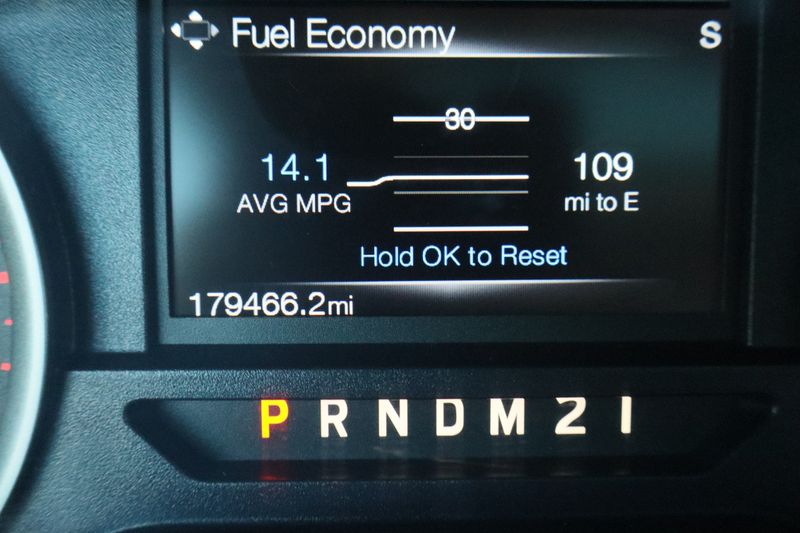 Fuel Economy S
30
14.1 109
AVG MPG mi to E
Hold OK to Reset
179466.2mi
P R N D M 2 1